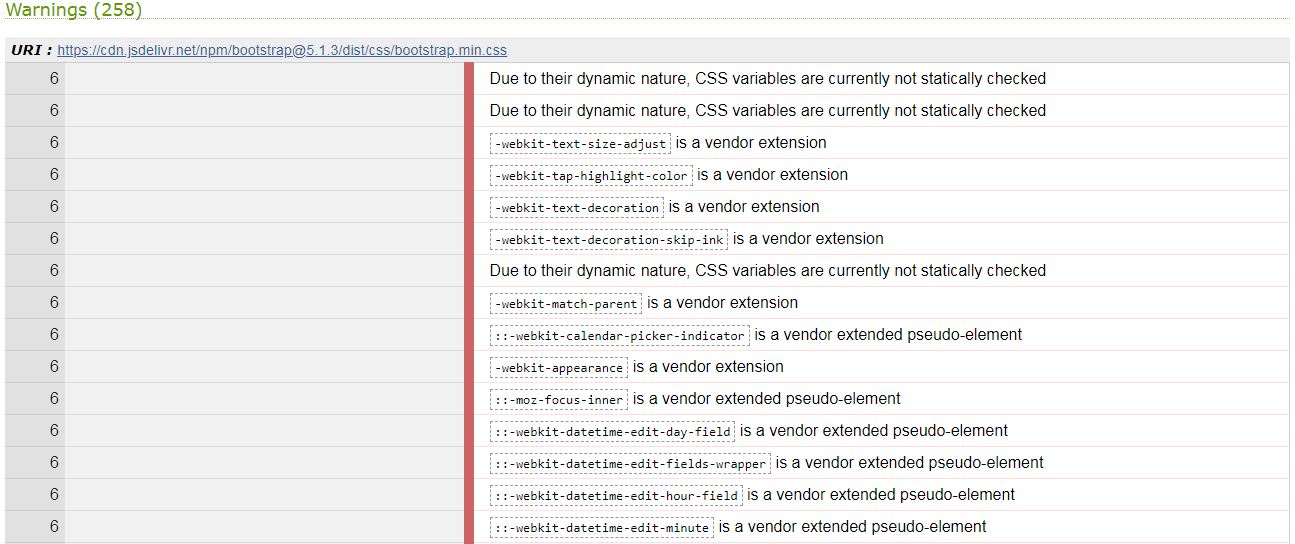 Warnings (258)
URI : https://cdn.jsdelivr.net/npm/bootstrap@5.1.3/dist/css/bootstrap.min.css
6 Due to their dynamic nature, CSS variables are currently not statically checked
6 Due to their dynamic nature, CSS variables are currently not statically checked
6 -webkit-text-size-adjust is a vendor extension
6 -webkit-tap-highlight-color is a vendor extension
6 -webkit-text-decoration is a vendor extension
6 -webkit-text-decoration-skip-ink is a vendor extension
6 Due to their dynamic nature, CSS variables are currently not statically checked
6 -webkit-match-parent is a vendor extension
6 ::-webkit-calendar-picker-indicator is a vendor extended pseudo-element
6 -webkit-appearance is a vendor extension
6 ::-moz-focus-inner is a vendor extended pseudo-element
6 ::-webkit-datetime-edit-day-field is a vendor extended pseudo-element
6 ::-webkit-datetime-edit-fields-wrapper is a vendor extended pseudo-element
6 ::-webkit-datetime-edit-hour-field is a vendor extended pseudo-element
6 ::-webkit-datetime-edit-minute is a vendor extended pseudo-element